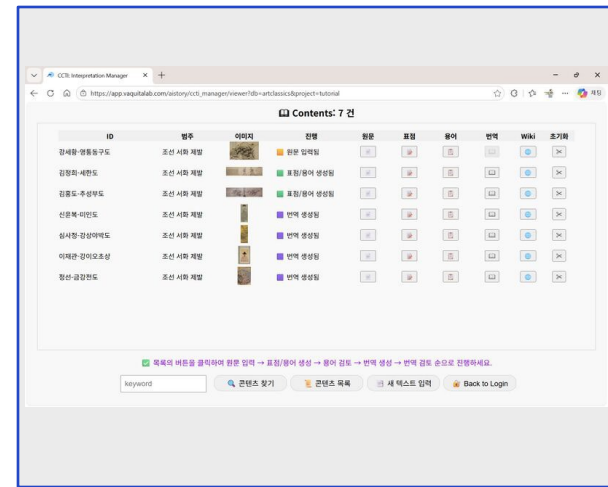 CCTI: Interpretation Manager
https://app.vaquitalab.com/aistory/ccti_manager/viewer?db=artclassics&project=tutorial
채팅
Contents: 7 건
ID 범주 이미지 진행 원문 표점 용어 번역 Wiki 초기화
강세황-영통동구도 조선 서화 제발 원문 입력됨
김정희-세한도 조선 서화 제발 표점/용어 생성됨
김홍도-추성부도 조선 서화 제발 표점/용어 생성됨
신윤복-미인도 조선 서화 제발 번역 생성됨
심사정-강상야박도 조선 서화 제발 번역 생성됨
이재관-강이오초상 조선 서화 제발 번역 생성됨
정선-금강전도 조선 서화 제발 번역 생성됨
목록의 버튼을 클릭하여 원문 입력 → 표점/용어 생성 → 용어 검토 → 번역 생성 → 번역 검토 순으로 진행하세요.
keyword 콘텐츠 찾기 콘텐츠 목록 새 텍스트 입력 Back to Login